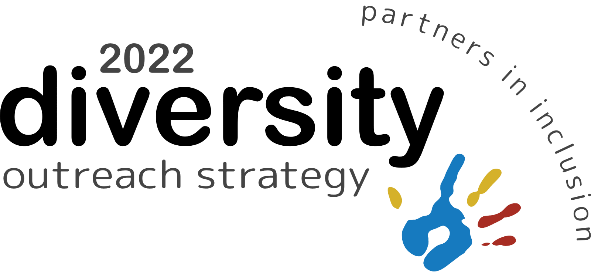 2022
diversity
outreach strategy
partners in inclusion